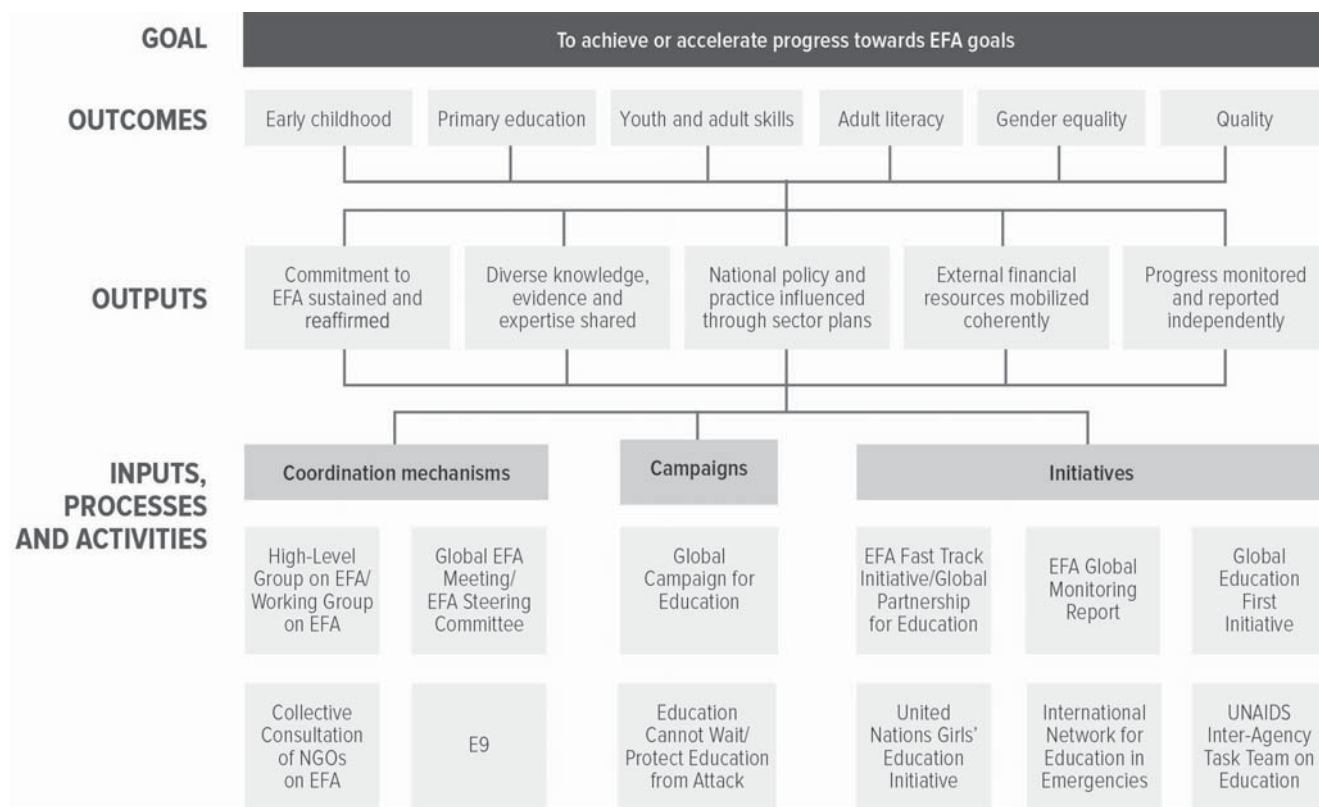 GOAL
To achieve or accelerate progress towards EFA goals
OUTCOMES
Early childhood
Primary education
Youth and adult skills
Adult literacy
Gender equality
Quality
OUTPUTS
Commitment to
EFA sustained and
reaffirmed
Diverse knowledge,
evidence and
expertise shared
National policy and
practice influenced
through sector plans
External financial
resources mobilized
coherently
Progress monitored
and reported
independently
INPUTS,
PROCESSES
AND ACTIVITIES
Coordination mechanisms
Campaigns
Initiatives
High-Level
Group on EFA/
Working Group
on EFA
Global EFA
Meeting/
EFA Steering
Committee
Global
Campaign for
Education
EFA Fast Track
Initiative/Global
Partnership
for Education
EFA Global
Monitoring
Report
Global
Education
First
Initiative
Collective
Consultation
of NGOs
on EFA
E9
Education
Cannot Wait/
Protect Education
from Attack
United
Nations Girls’
Education
Initiative
International
Network for
Education in
Emergencies
UNAIDS
Inter-Agency
Task Team on
Education